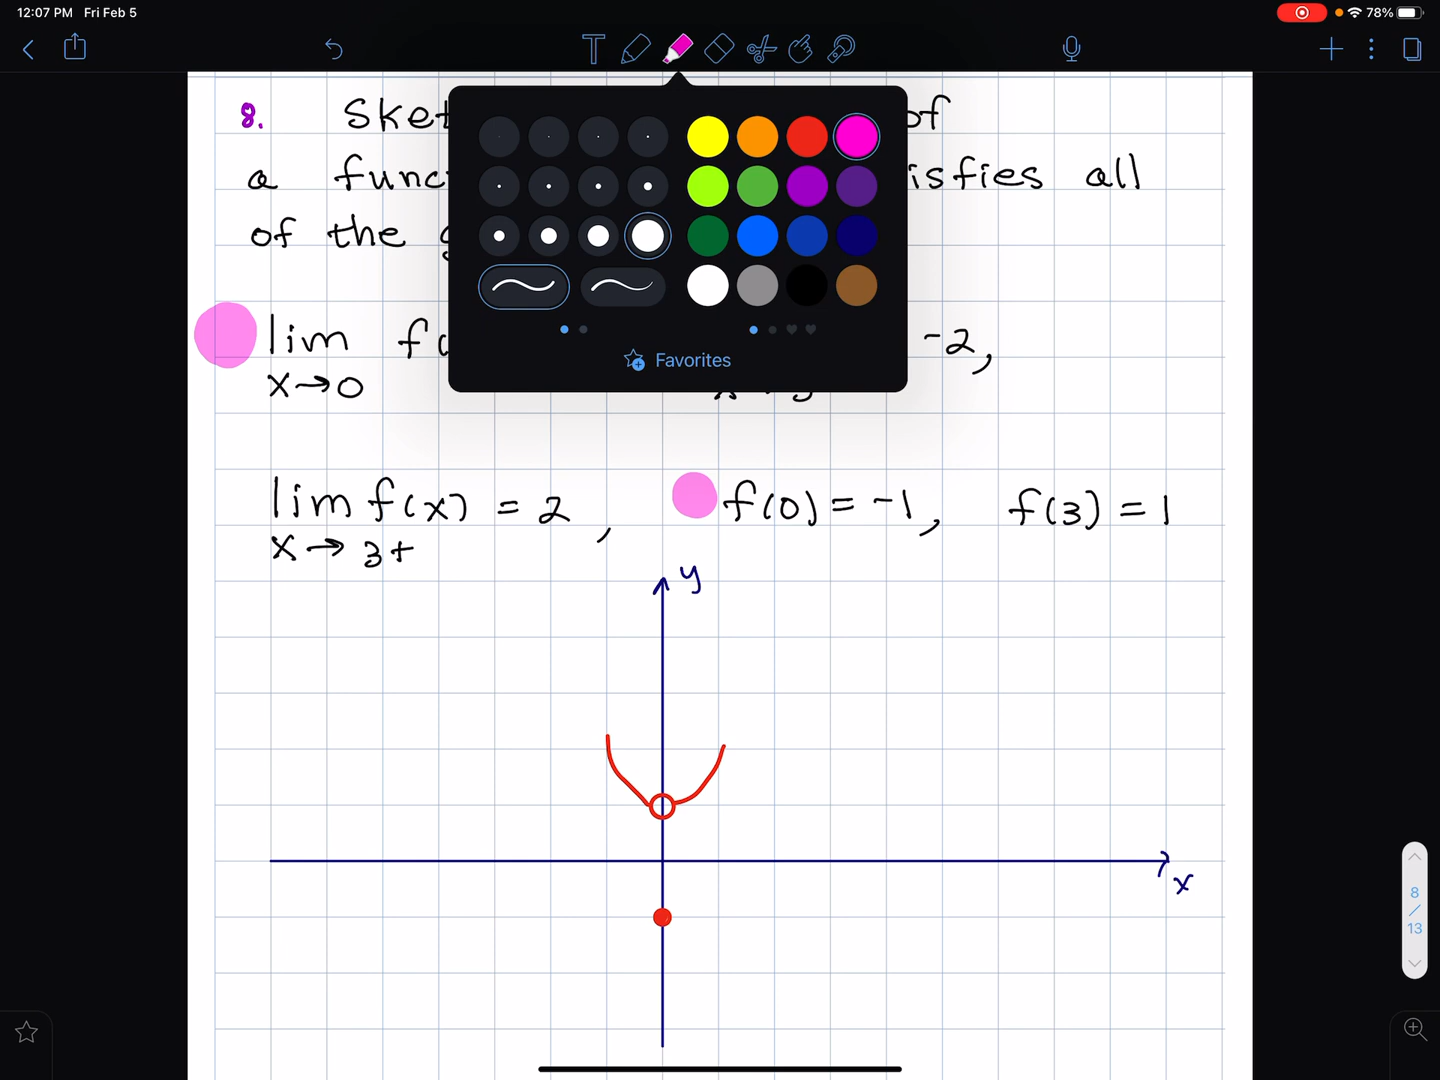 12:07 PM Fri Feb 5
78%
8. Sket of
a func isfies all
of the
lim f( -2,
x→0
lim f(x) = 2 , f(0) = -1, f(3) = 1
x→3+
Favorites
y
x
8
/
13